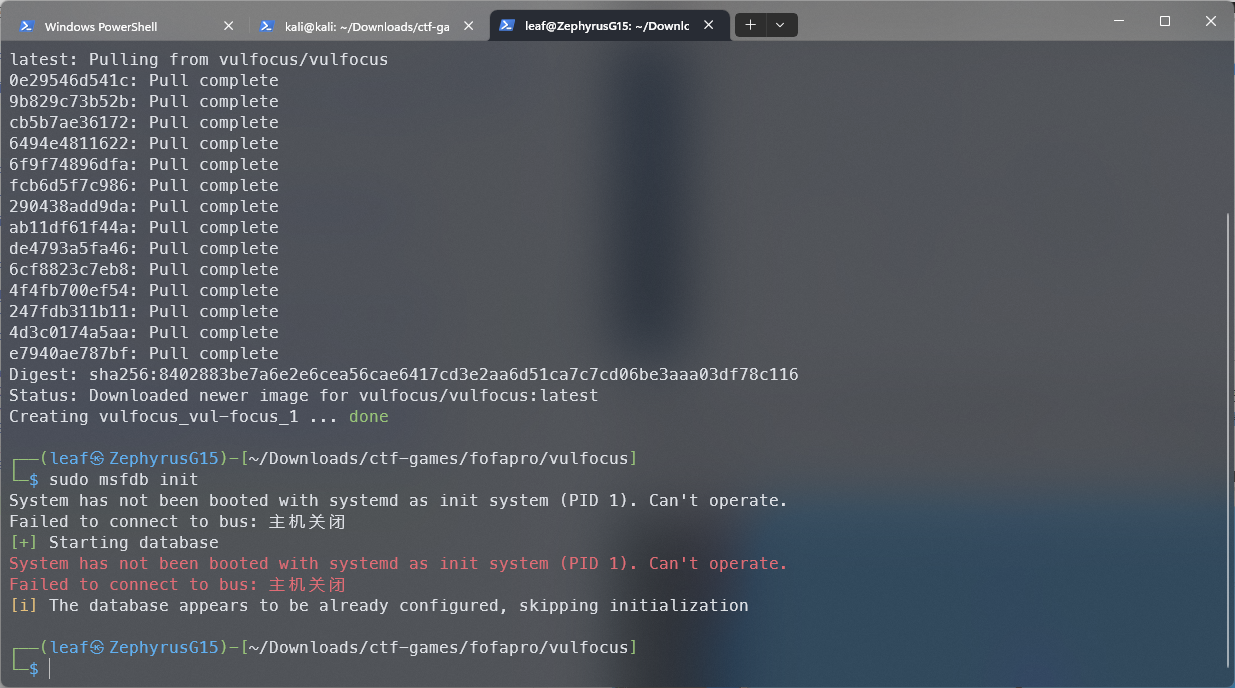 Windows PowerShell
kali@kali: ~/Downloads/ctf-ga
leaf@ZephyrusG15: ~/Downlo
latest: Pulling from vulfocus/vulfocus
0e29546d541c: Pull complete
9b829c73b52b: Pull complete
cb5b7ae36172: Pull complete
6494e4811622: Pull complete
6f9f74896dfa: Pull complete
fcb6d5f7c986: Pull complete
290438add9da: Pull complete
ab11df61f44a: Pull complete
de4793a5fa46: Pull complete
6cf8823c7eb8: Pull complete
4f4fb700ef54: Pull complete
247fdb311b11: Pull complete
4d3c0174a5aa: Pull complete
e7940ae787bf: Pull complete
Digest: sha256:8402883be7a6e2e6cea56cae6417cd3e2aa6d51ca7c7cd06be3aaa03df78c116
Status: Downloaded newer image for vulfocus/vulfocus:latest
Creating vulfocus_vul-focus_1 ... done
┌──(leaf㉿ZephyrusG15)-[~/Downloads/ctf-games/fofapro/vulfocus]
└─$ sudo msfdb init
System has not been booted with systemd as init system (PID 1). Can't operate.
Failed to connect to bus: 主机关闭
[+] Starting database
System has not been booted with systemd as init system (PID 1). Can't operate.
Failed to connect to bus: 主机关闭
[i] The database appears to be already configured, skipping initialization
┌──(leaf㉿ZephyrusG15)-[~/Downloads/ctf-games/fofapro/vulfocus]
└─$